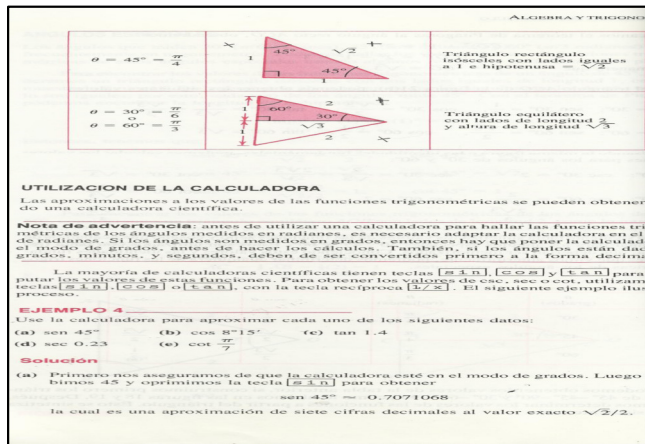 ÁLGEBRA Y TRIGONO
θ = 45° = π/4
45°
√2
1
45°
1
Triángulo rectángulo
isósceles con lados iguales
a 1 e hipotenusa = √2
θ = 30° = π/6
o
θ = 60° = π/3
1
60°
2
30°
√3
1
2
Triángulo equilátero
con lados de longitud 2
y altura de longitud √3
UTILIZACION DE LA CALCULADORA
Las aproximaciones a los valores de las funciones trigonométricas se pueden obtener
do una calculadora científica.
Nota de advertencia: antes de utilizar una calculadora para hallar las funciones tri
métricas de los ángulos medidos en radianes, es necesario adaptar la calculadora en el
de radianes. Si los ángulos son medidos en grados, entonces hay que poner la calculad
el modo de grados, antes de hacer los cálculos. También, si los ángulos están dad
grados, minutos, y segundos, deben de ser convertidos primero a la forma decima
La mayoría de calculadoras científicas tienen teclas sin, cos y tan para
putar los valores de estas funciones. Para obtener los valores de csc, sec o cot, utilizam
teclas sin, cos o tan, con la tecla recíproca 1/x. El siguiente ejemplo ilus
proceso.
EJEMPLO 4
Use la calculadora para aproximar cada uno de los siguientes datos:
(a) sen 45° (b) cos 8°15′ (c) tan 1.4
(d) sec 0.23 (e) cot π/7
Solución
(a) Primero nos aseguramos de que la calculadora esté en el modo de grados. Luego
bimos 45 y oprimimos la tecla sin para obtener
sen 45° ≈ 0.7071068
la cual es una aproximación de siete cifras decimales al valor exacto √2/2.